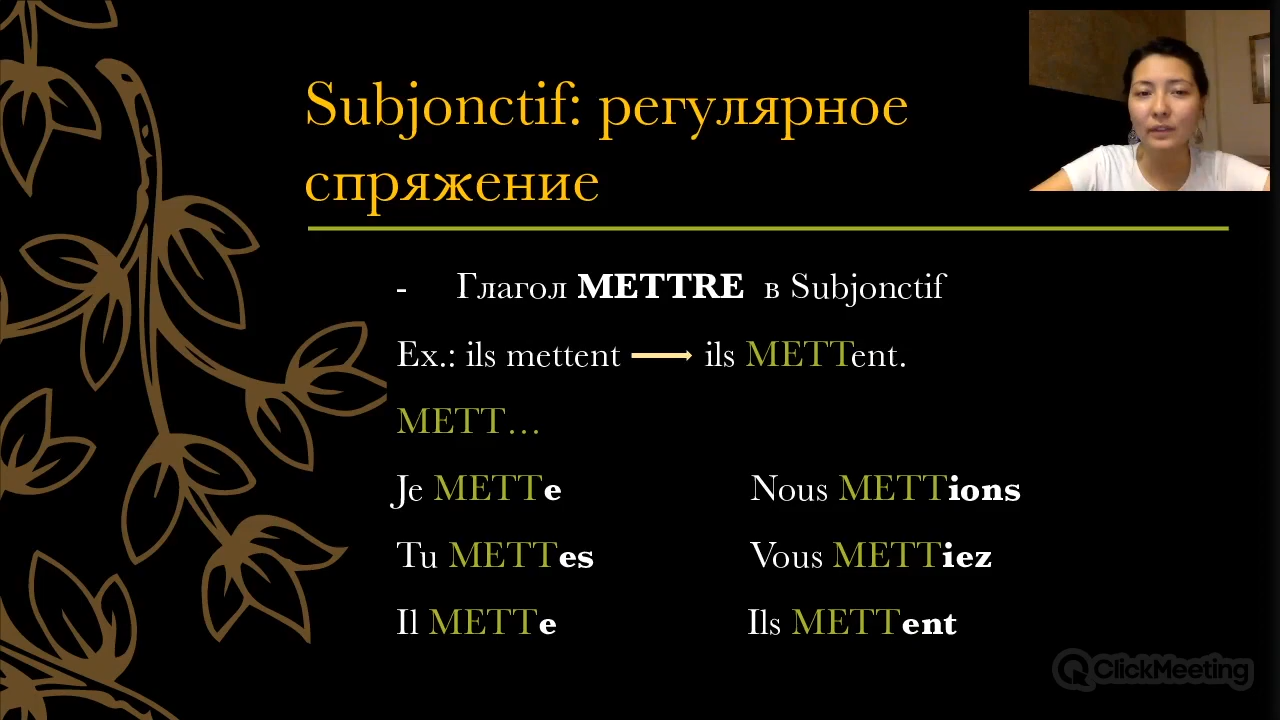 Subjonctif: регулярное
спряжение
- Глагол METTRE в Subjonctif
Ex.: ils mettent ⟶ ils METTent.
METT...
Je METTe Nous METTions
Tu METTes Vous METTiez
Il METTe Ils METTent
ClickMeeting